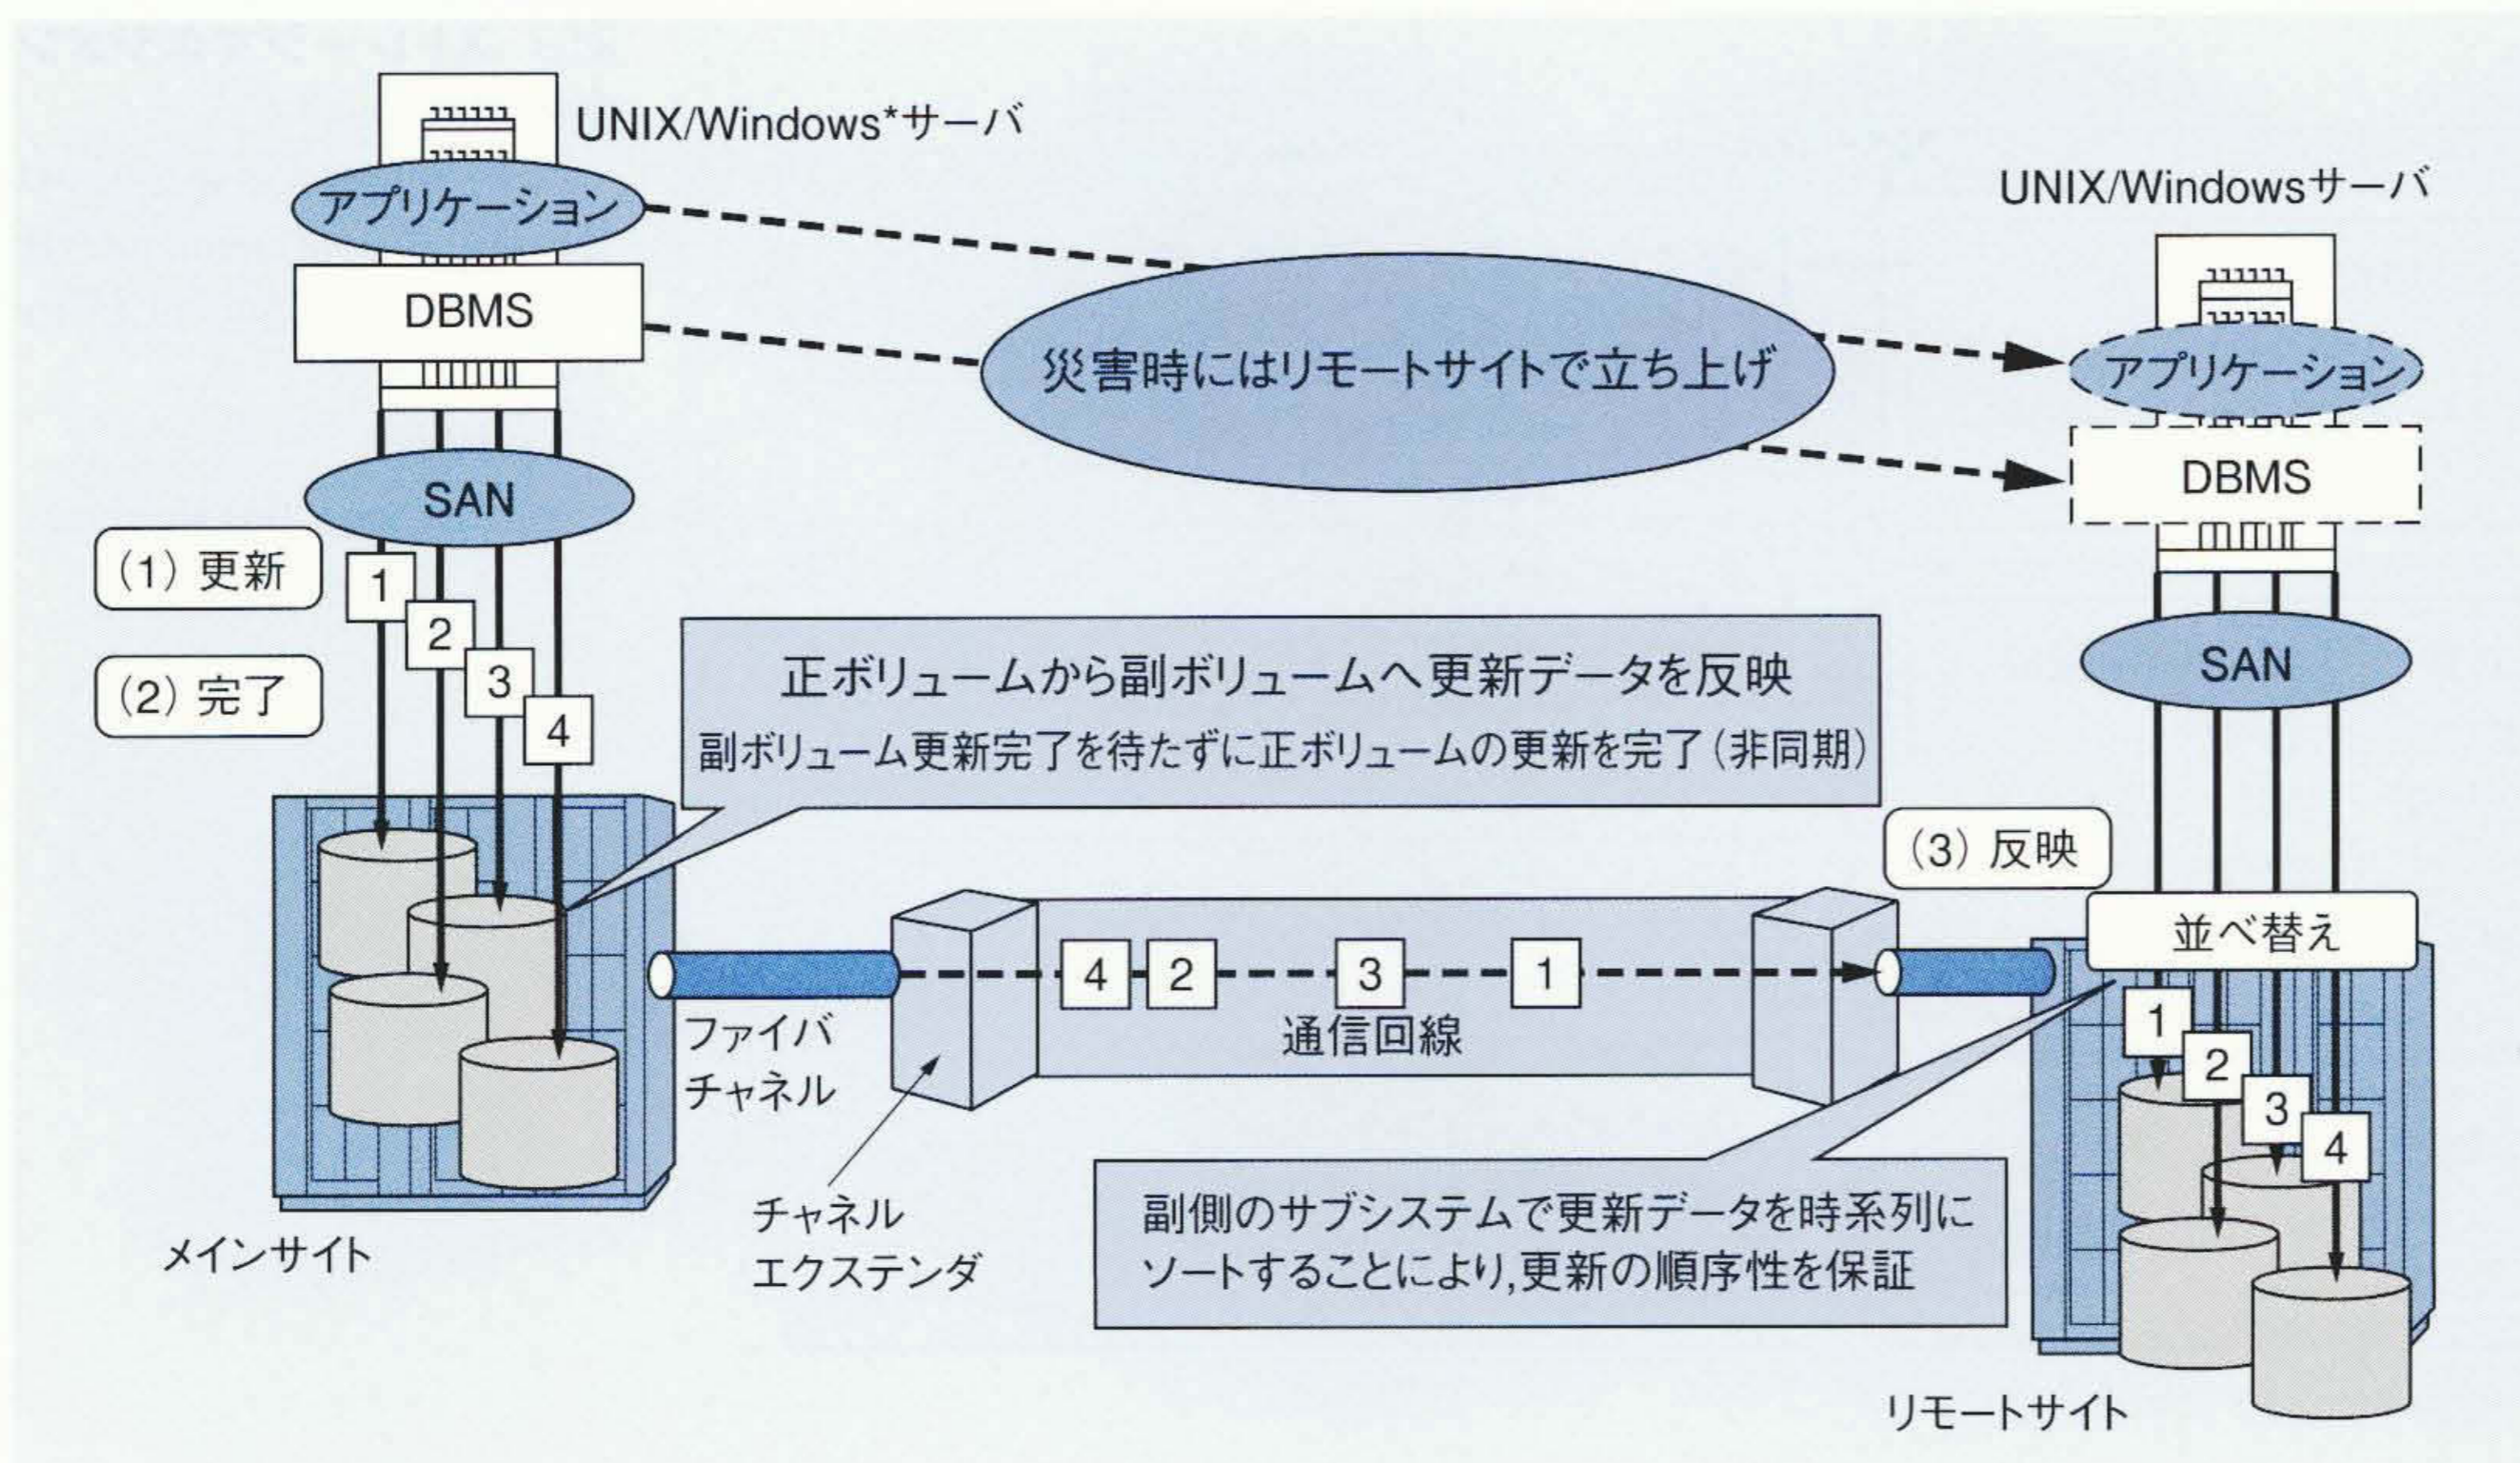 UNIX/Windows*サーバ
アプリケーション
DBMS
SAN
(1) 更新
(2) 完了
1
2
3
4
災害時にはリモートサイトで立ち上げ
UNIX/Windowsサーバ
アプリケーション
DBMS
SAN
正ボリュームから副ボリュームへ更新データを反映
副ボリューム更新完了を待たずに正ボリュームの更新を完了(非同期)
(3) 反映
並べ替え
4
2
3
1
通信回線
ファイバ
チャネル
チャネル
エクステンダ
1
2
3
4
副側のサブシステムで更新データを時系列に
ソートすることにより,更新の順序性を保証
メインサイト
リモートサイト